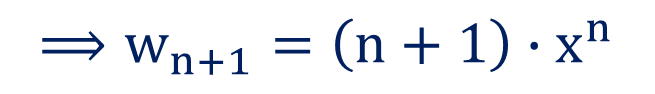 ⟹ wₙ₊₁ = (n + 1) · xⁿ